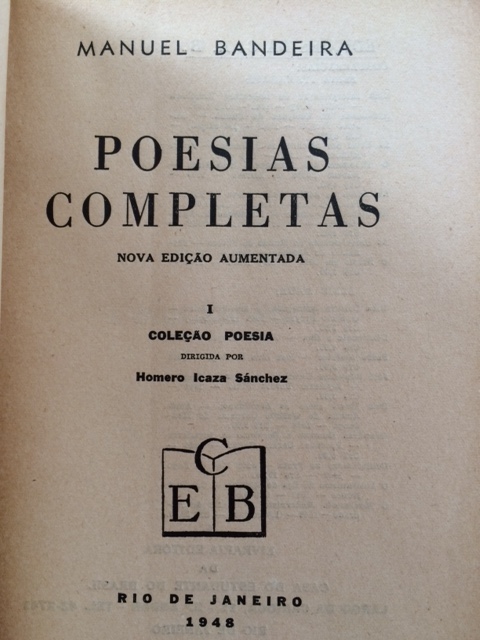 MANUEL BANDEIRA
POESIAS
COMPLETAS
NOVA EDIÇÃO AUMENTADA
I
COLEÇÃO POESIA
DIRIGIDA POR
Homero Icaza Sánchez
C
E B
RIO DE JANEIRO
1948